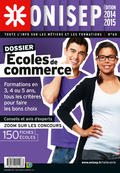 ONISEP
ÉDITION
2014
2015
TOUTE L'INFO SUR LES MÉTIERS ET LES FORMATIONS
DOSSIER
Écoles de
commerce
Formations en
3, 4 ou 5 ans,
tous les critères
pour faire
les bons choix
Conseils et avis d'experts
ZOOM SUR LES CONCOURS
150 FICHES
ÉCOLES